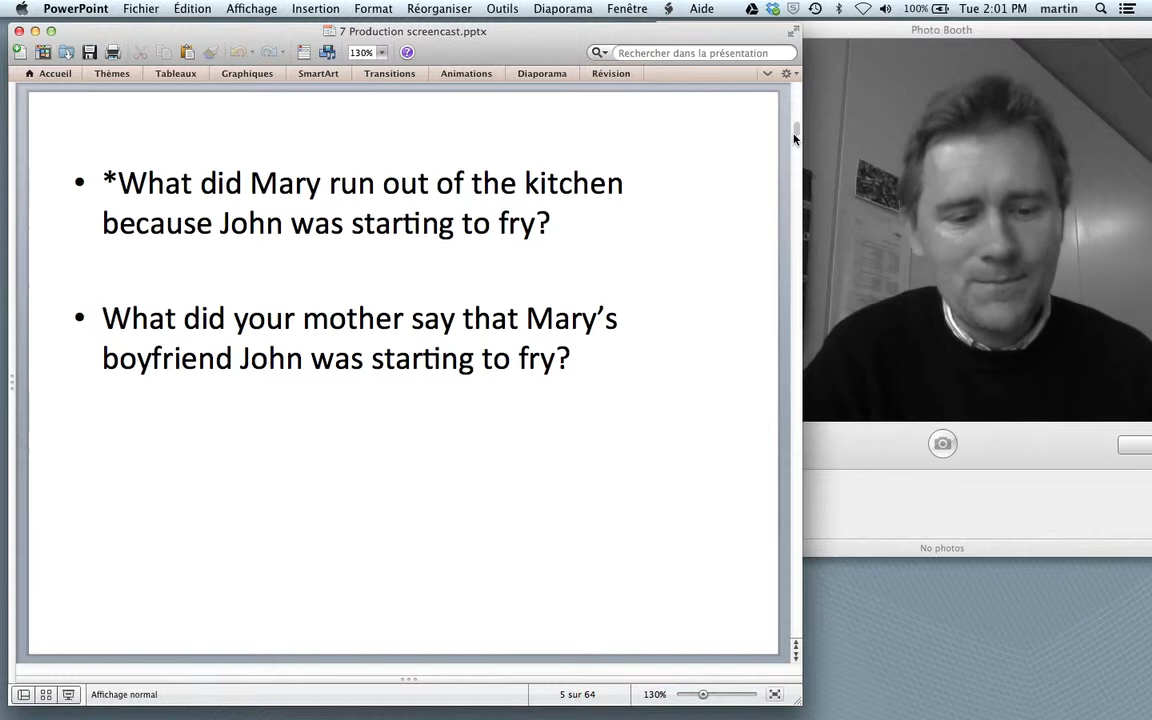 PowerPoint Fichier Édition Affichage Insertion Format Réorganiser Outils Diaporama Fenêtre Aide 100% Tue 2:01 PM martin
7 Production screencast.pptx
Photo Booth
130% Rechercher dans la présentation
Accueil Thèmes Tableaux Graphiques SmartArt Transitions Animations Diaporama Révision
• *What did Mary run out of the kitchen
because John was starting to fry?
• What did your mother say that Mary’s
boyfriend John was starting to fry?
No photos
Affichage normal 5 sur 64 130%